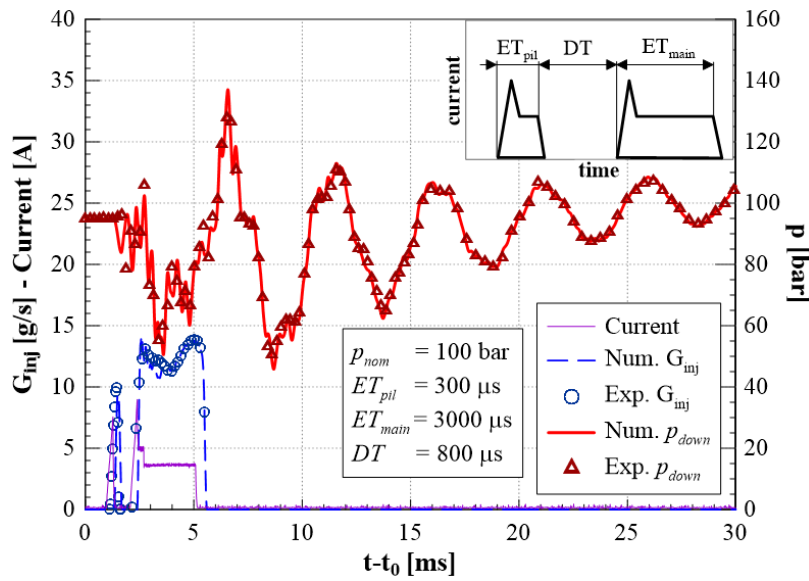 40
35
30
25
20
15
10
5
0
G_inj [g/s] - Current [A]
160
140
120
100
80
60
40
20
0
p [bar]
0 5 10 15 20 25 30
t-t_0 [ms]
ET_pil DT ET_main
current
time
p_nom = 100 bar
ET_pil = 300 μs
ET_main = 3000 μs
DT = 800 μs
Current
Num. G_inj
Exp. G_inj
Num. p_down
Exp. p_down